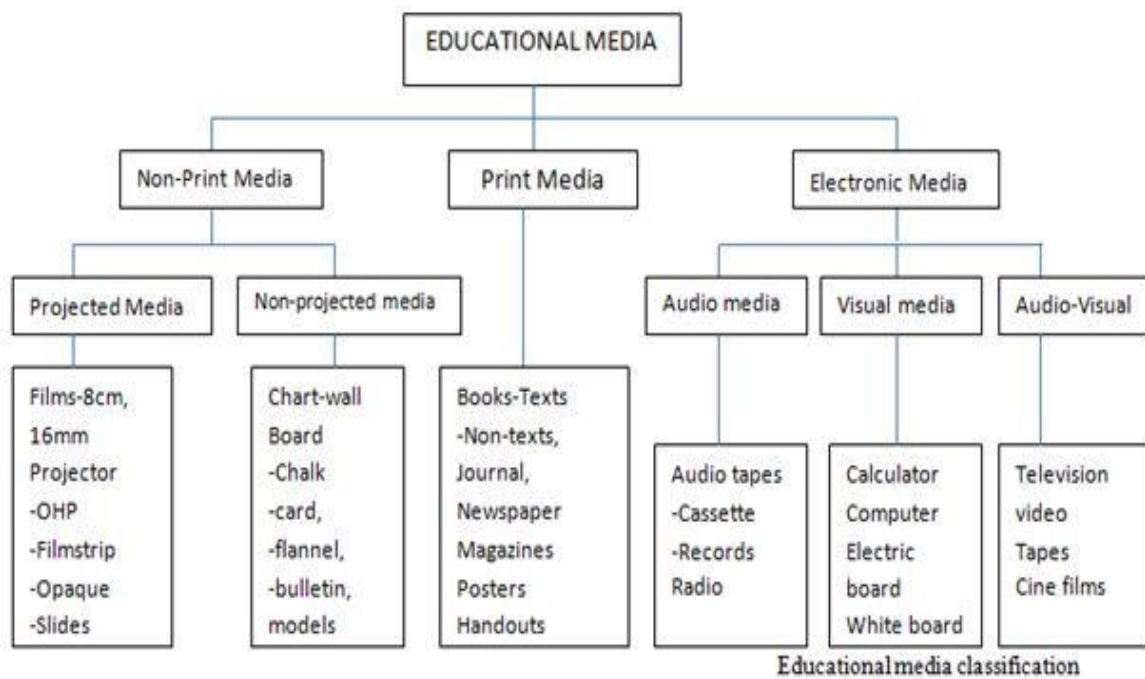 EDUCATIONAL MEDIA
Non-Print Media
Print Media
Electronic Media
Projected Media
Non-projected media
Audio media
Visual media
Audio-Visual
Films-8cm,
16mm
Projector
-OHP
-Filmstrip
-Opaque
-Slides
Chart-wall
Board
-Chalk
-card,
-flannel,
-bulletin,
models
Books-Texts
-Non-texts,
Journal,
Newspaper
Magazines
Posters
Handouts
Audio tapes
-Cassette
-Records
Radio
Calculator
Computer
Electric
board
White board
Television
video
Tapes
Cine films
Educational media classification